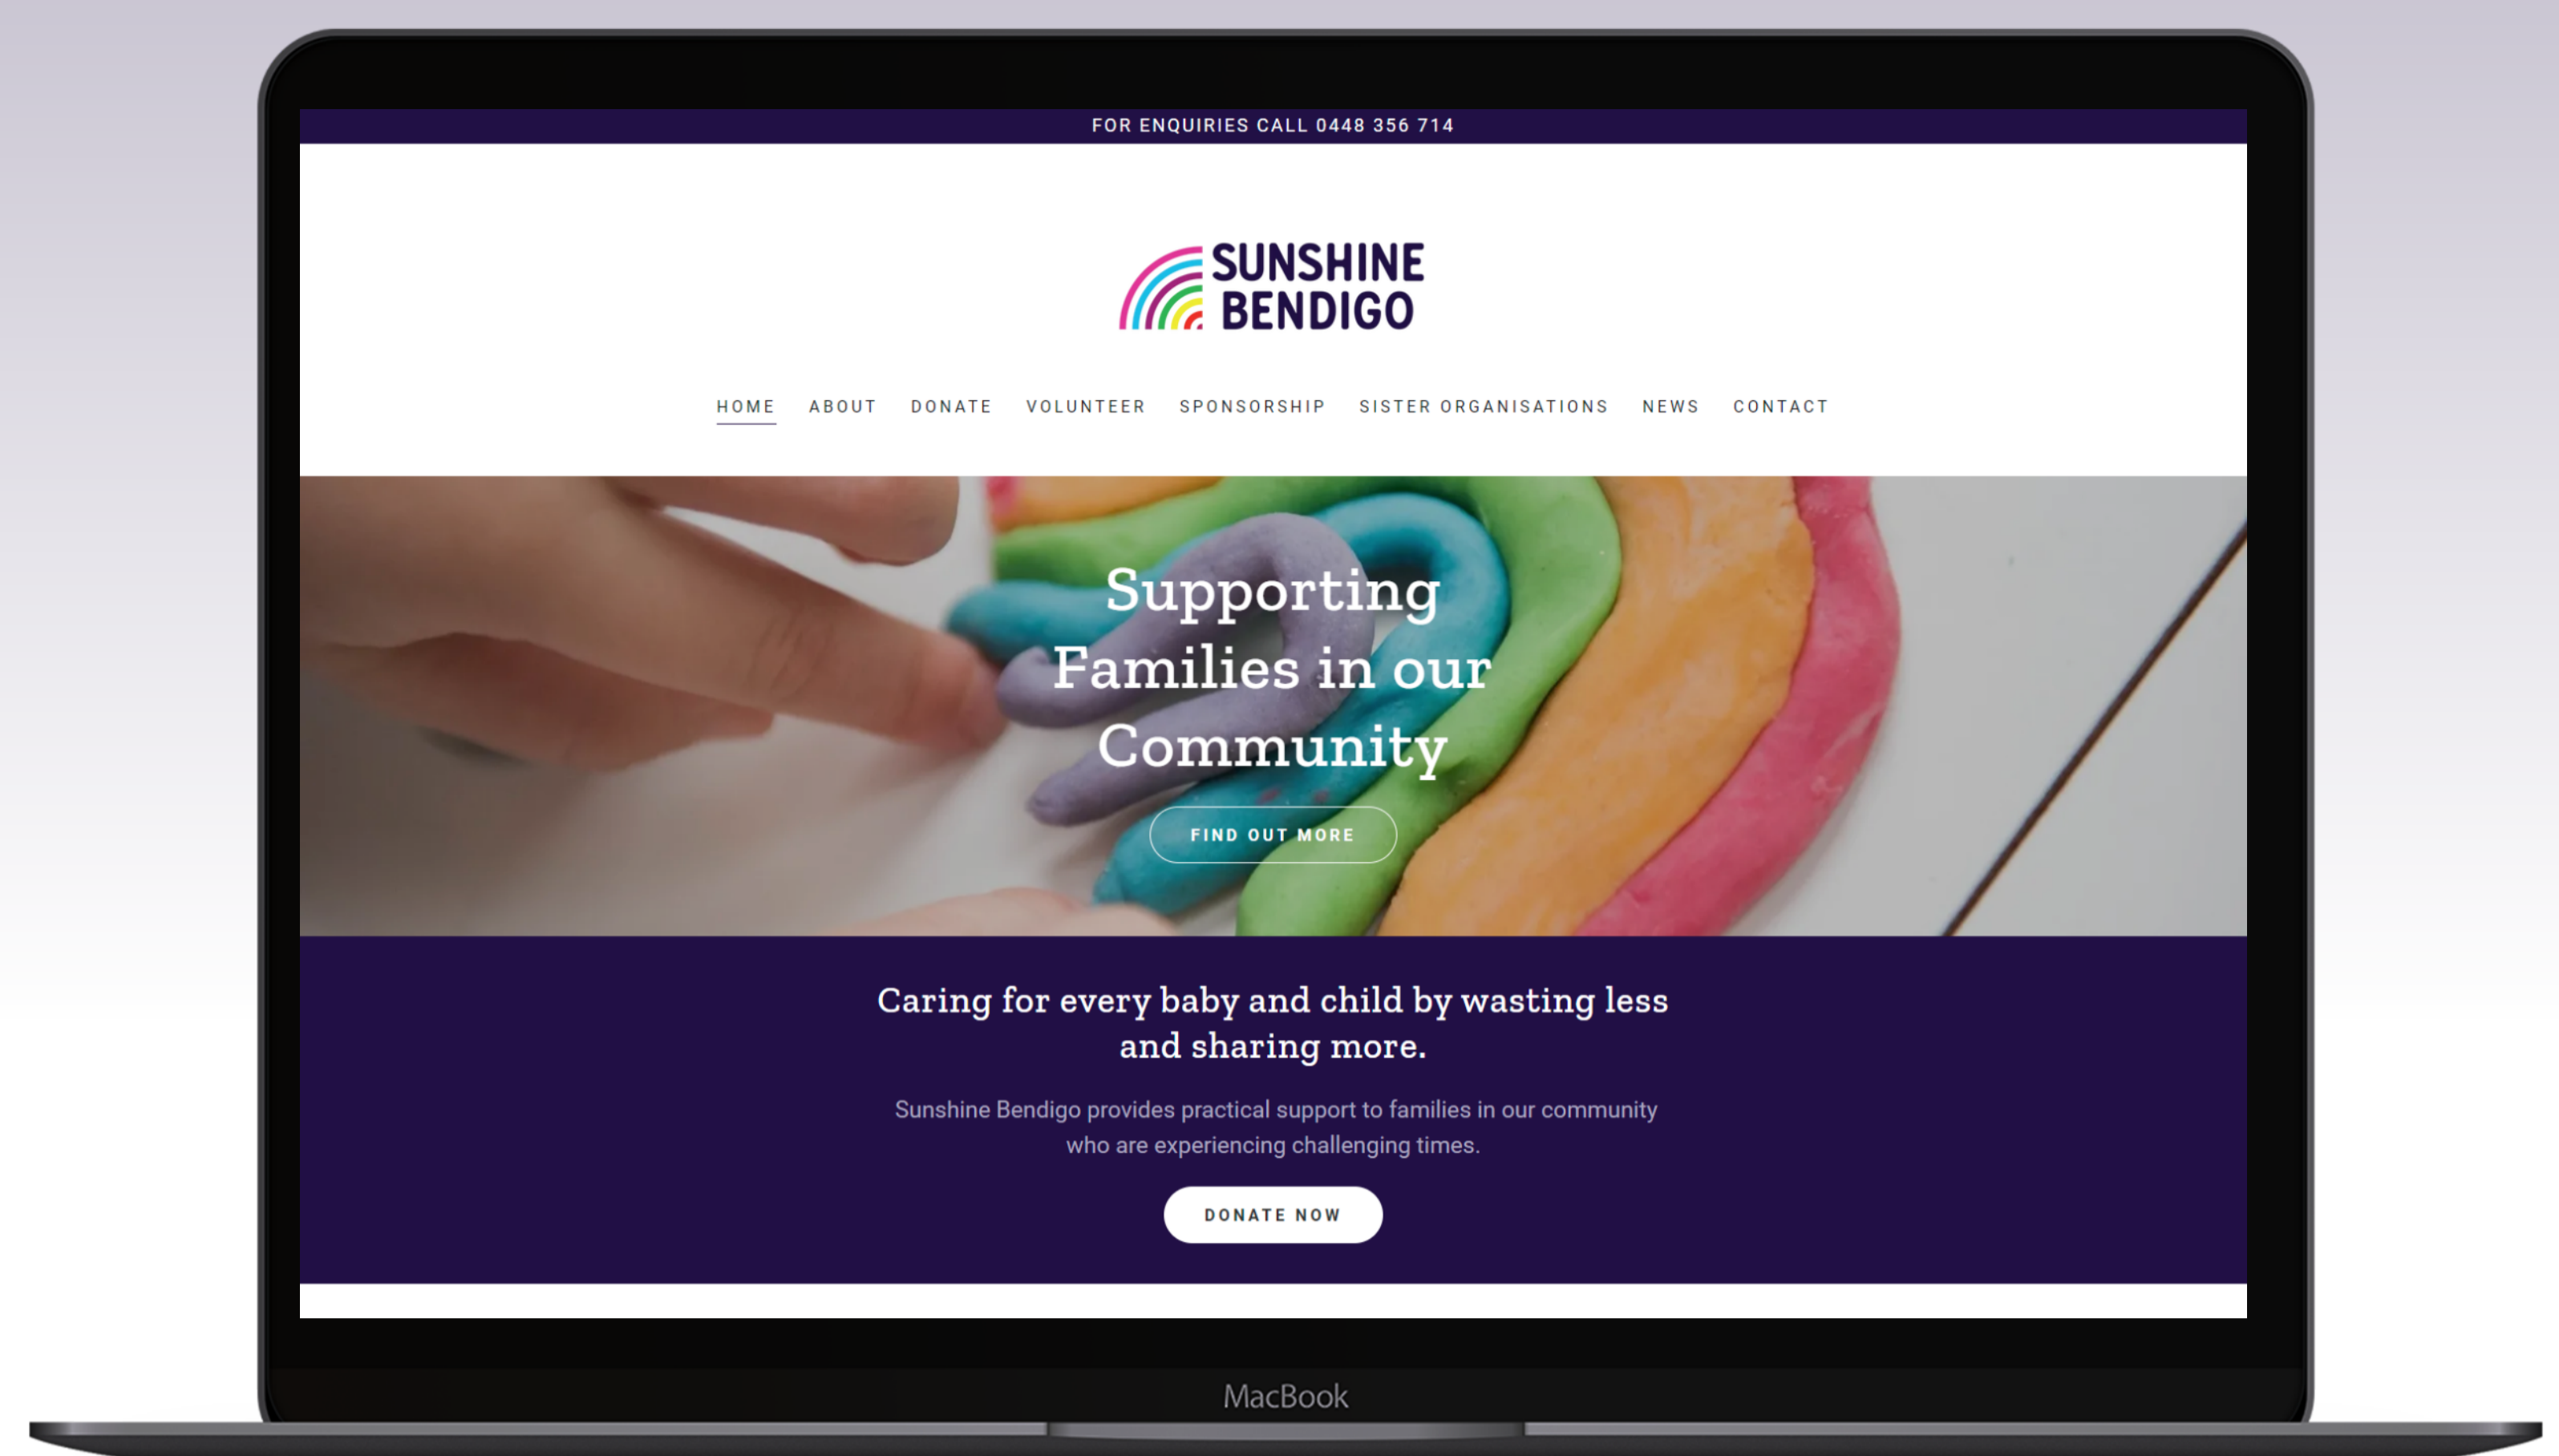 FOR ENQUIRIES CALL 0448 356 714
SUNSHINE
BENDIGO
HOME ABOUT DONATE VOLUNTEER SPONSORSHIP SISTER ORGANISATIONS NEWS CONTACT
Supporting
Families in our
Community
FIND OUT MORE
Caring for every baby and child by wasting less
and sharing more.
Sunshine Bendigo provides practical support to families in our community
who are experiencing challenging times.
DONATE NOW
MacBook